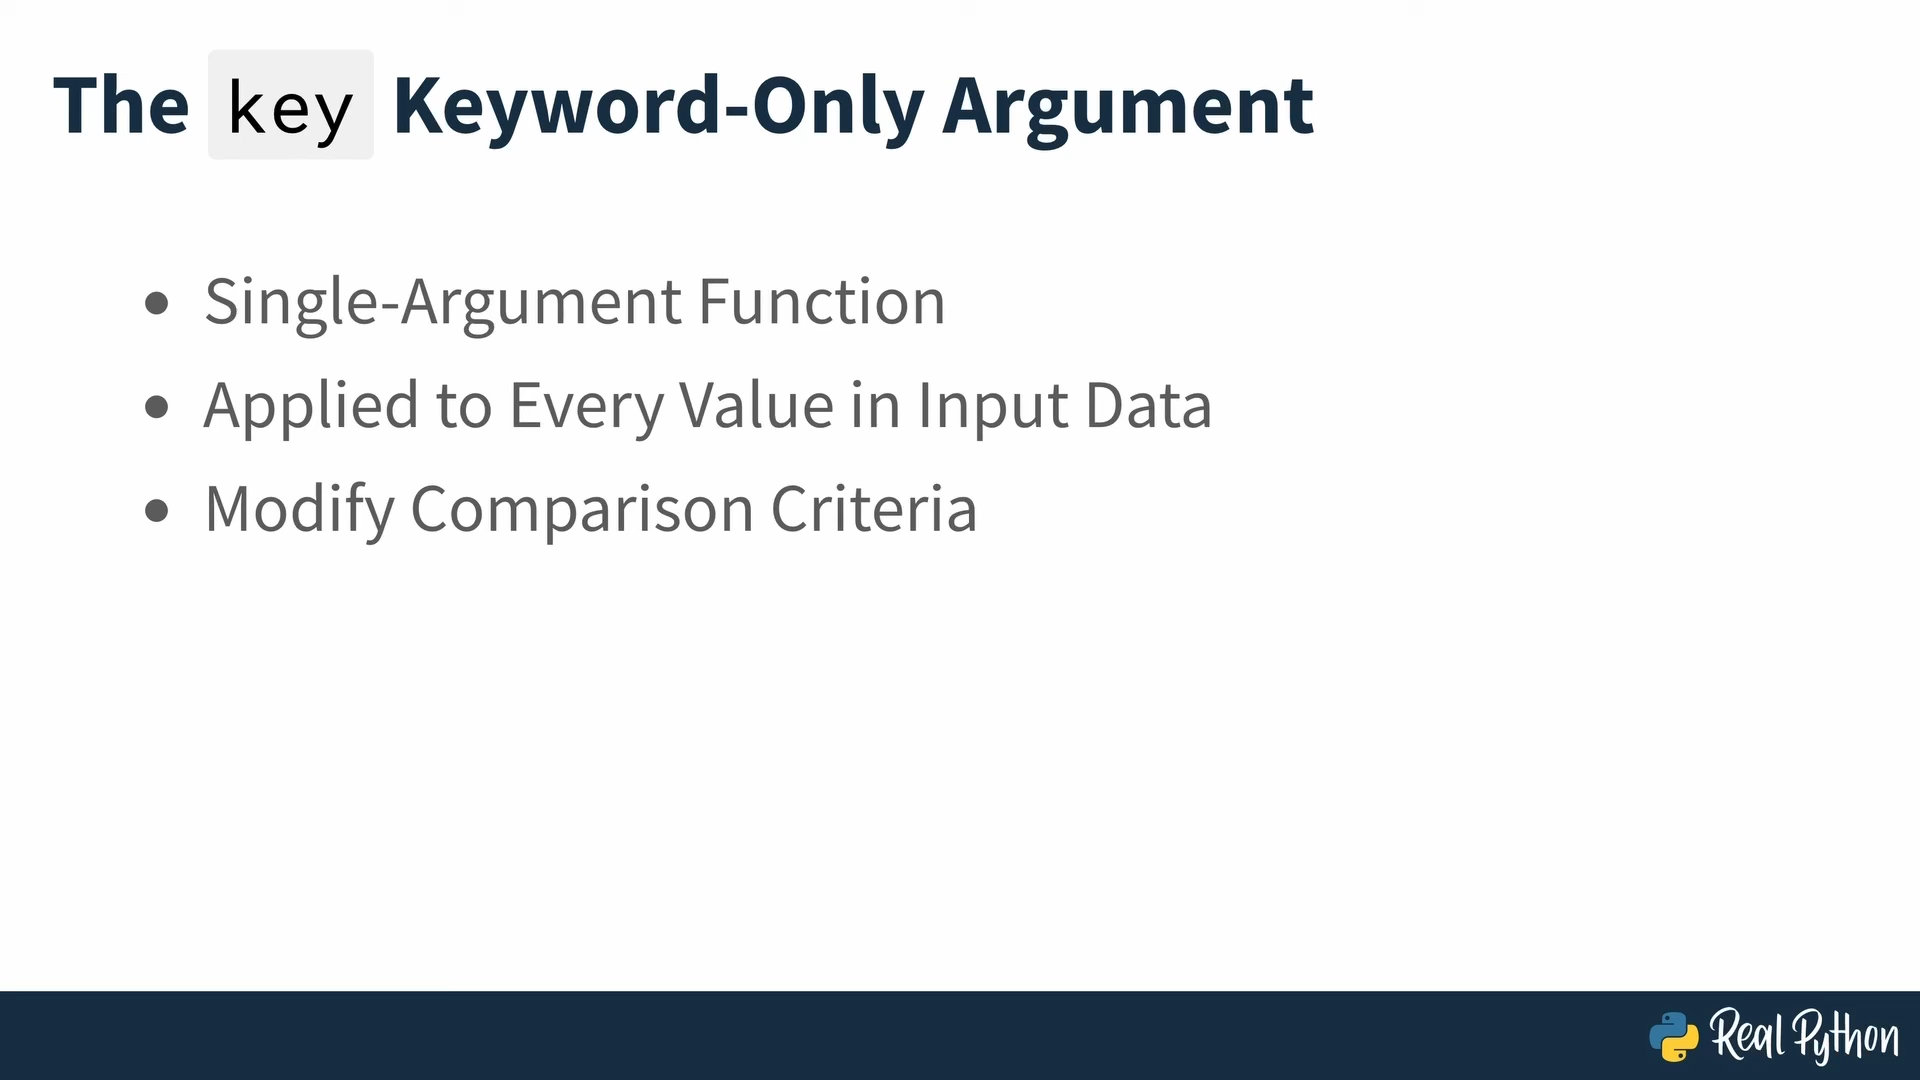 The key Keyword-Only Argument
• Single-Argument Function
• Applied to Every Value in Input Data
• Modify Comparison Criteria
Real Python